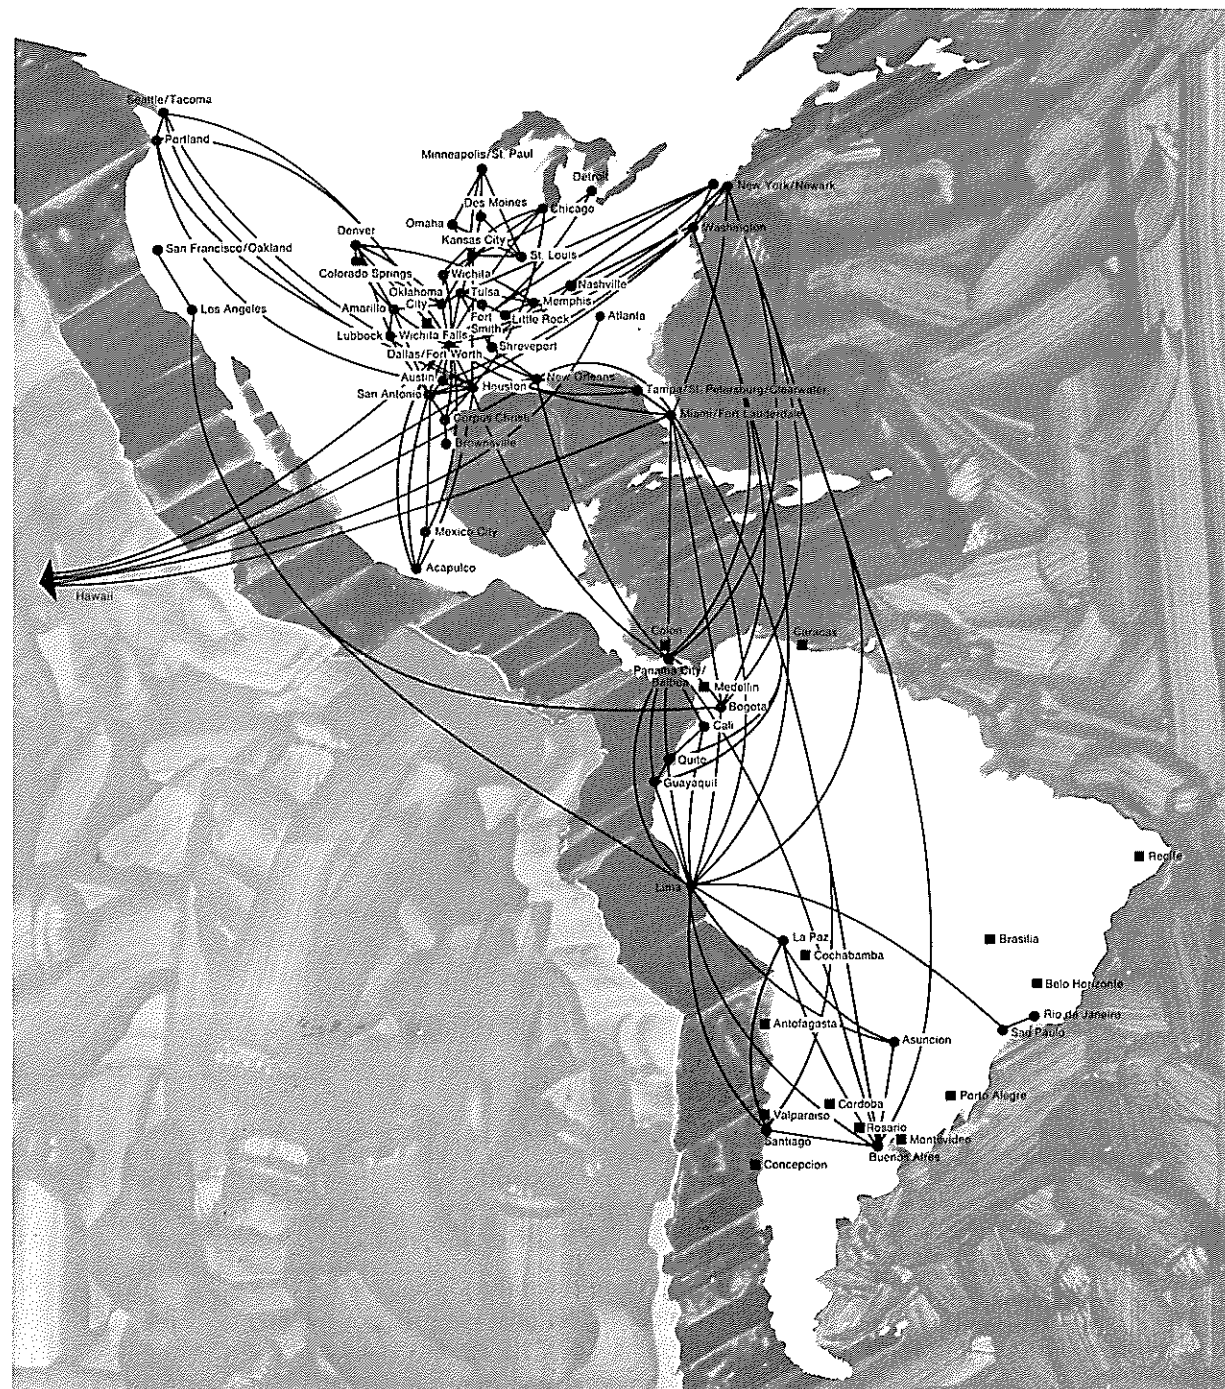 Seattle/Tacoma
Portland
Minneapolis/St. Paul
Detroit
New York/Newark
Des Moines
Chicago
Omaha
Washington
Denver
Kansas City
San Francisco/Oakland
St. Louis
Colorado Springs
Wichita
Nashville
Oklahoma
City
Tulsa
Memphis
Los Angeles
Amarillo
Fort
Smith
Little Rock
Atlanta
Lubbock
Wichita Falls
Shreveport
Dallas/Fort Worth
Austin
Houston
New Orleans
San Antonio
Tampa/St. Petersburg/Clearwater
Miami/Fort Lauderdale
Corpus Christi
Brownsville
Mexico City
Acapulco
Hawaii
Colon
Caracas
Panama City/
Balboa
Medellin
Bogota
Cali
Quito
Guayaquil
Recife
Lima
La Paz
Brasilia
Cochabamba
Belo Horizonte
Rio de Janeiro
Antofagasta
Sao Paulo
Asuncion
Porto Alegre
Cordoba
Valparaiso
Rosario
Santiago
Montevideo
Buenos Aires
Concepcion